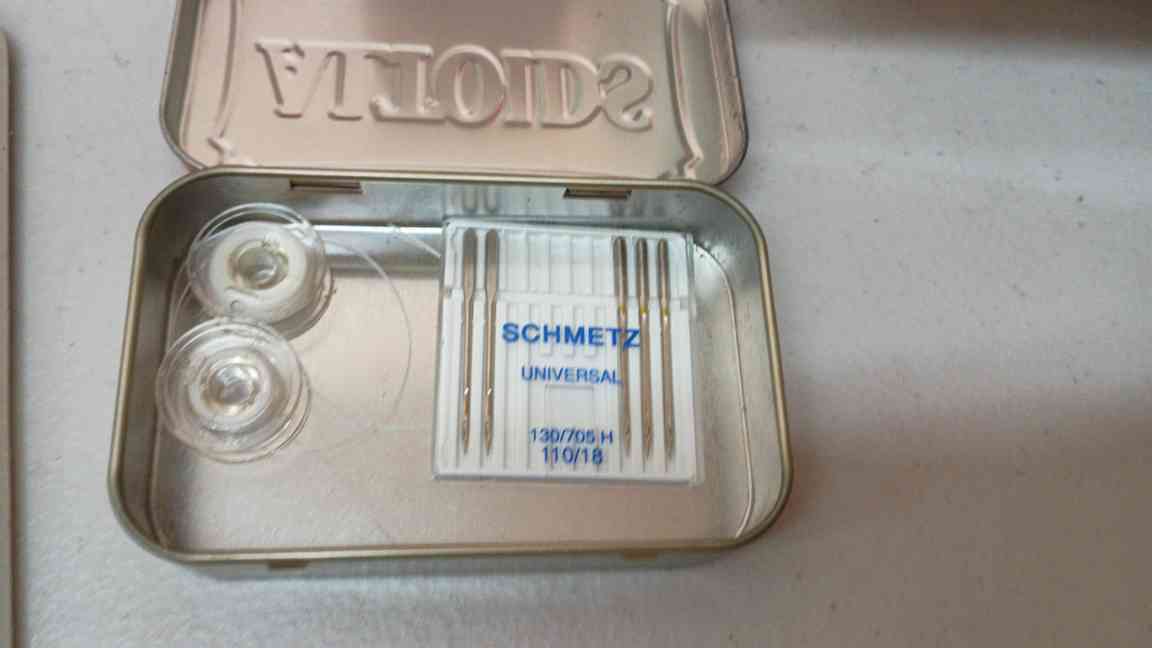 ALTOIDS
SCHMETZ
UNIVERSAL
130/705 H
110/18